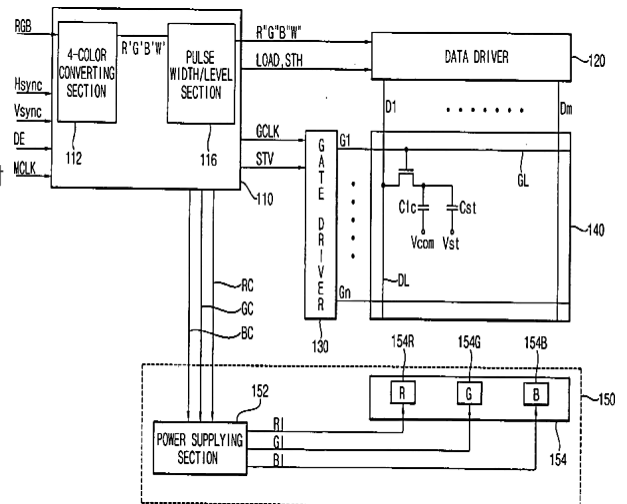 RGB
Hsync
Vsync
DE
MCLK
4-COLOR
CONVERTING
SECTION
112
R'G'B'W'
PULSE
WIDTH/LEVEL
SECTION
116
R"G"B"W"
LOAD,STH
GCLK
STV
110
DATA DRIVER
120
D1
Dm
GATE DRIVER
130
G1
Gn
GL
Clc
Cst
Vcom
Vst
DL
140
RC
GC
BC
152
POWER SUPPLYING
SECTION
RI
GI
BI
154R
154G
154B
R
G
B
154
150